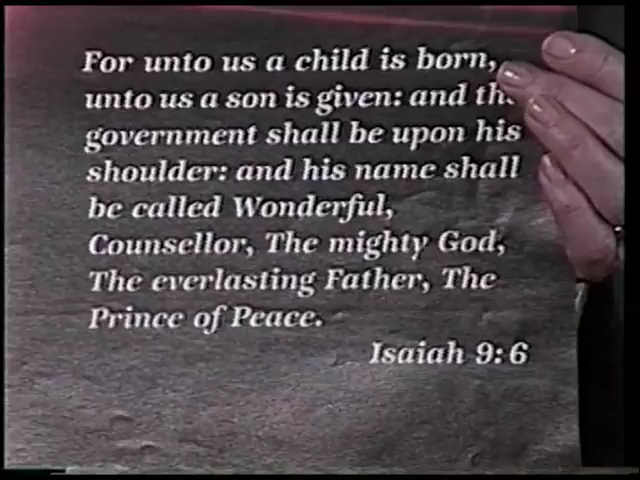 For unto us a child is born,
unto us a son is given: and the
government shall be upon his
shoulder: and his name shall
be called Wonderful,
Counsellor, The mighty God,
The everlasting Father, The
Prince of Peace.
Isaiah 9:6